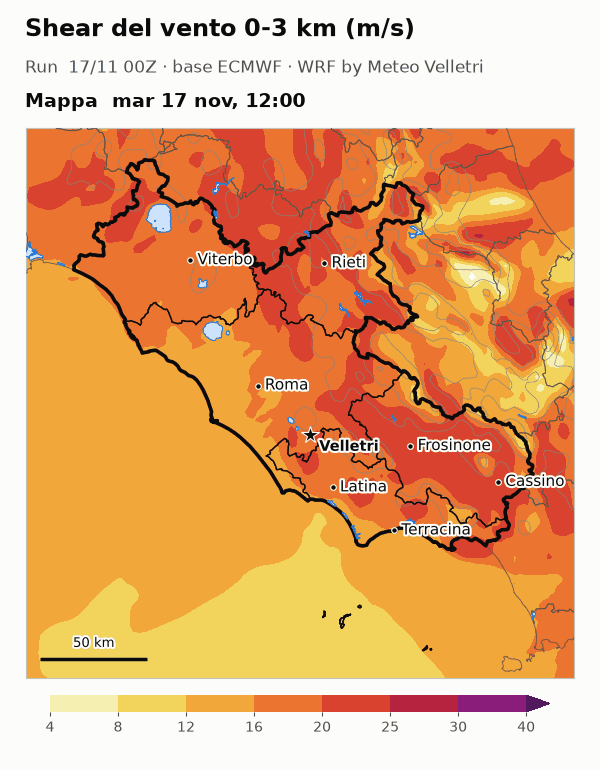 Shear del vento 0-3 km (m/s)
Run  17/11 00Z · base ECMWF · WRF by Meteo Velletri
Mappa  mar 17 nov, 12:00
Viterbo
Rieti
Roma
Velletri
Frosinone
Cassino
Latina
Terracina
50 km
4 8 12 16 20 25 30 40